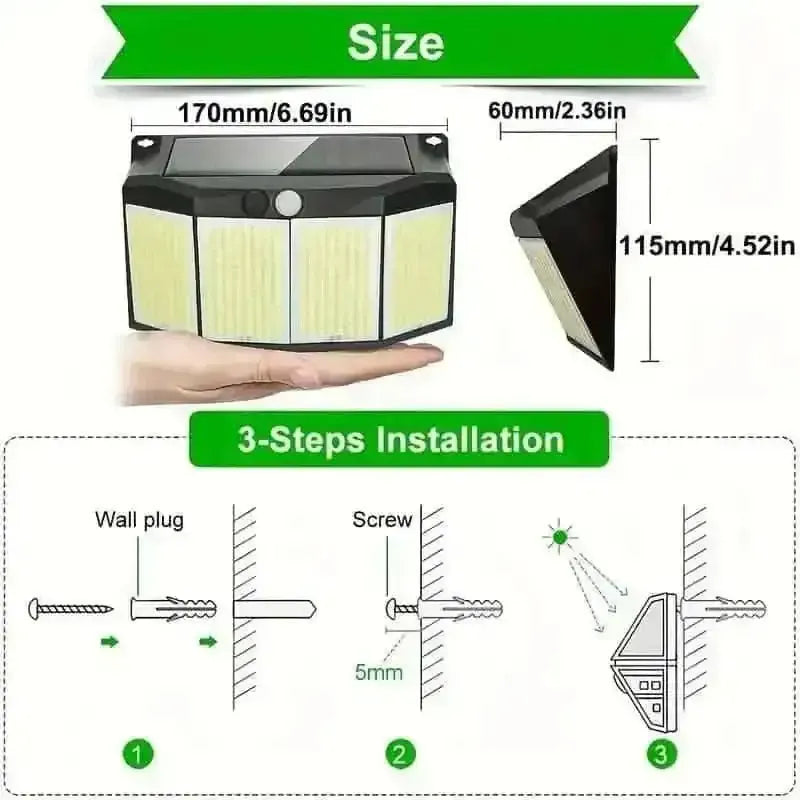 Size
170mm/6.69in
60mm/2.36in
115mm/4.52in
3-Steps Installation
Wall plug
Screw
5mm
1
2
3